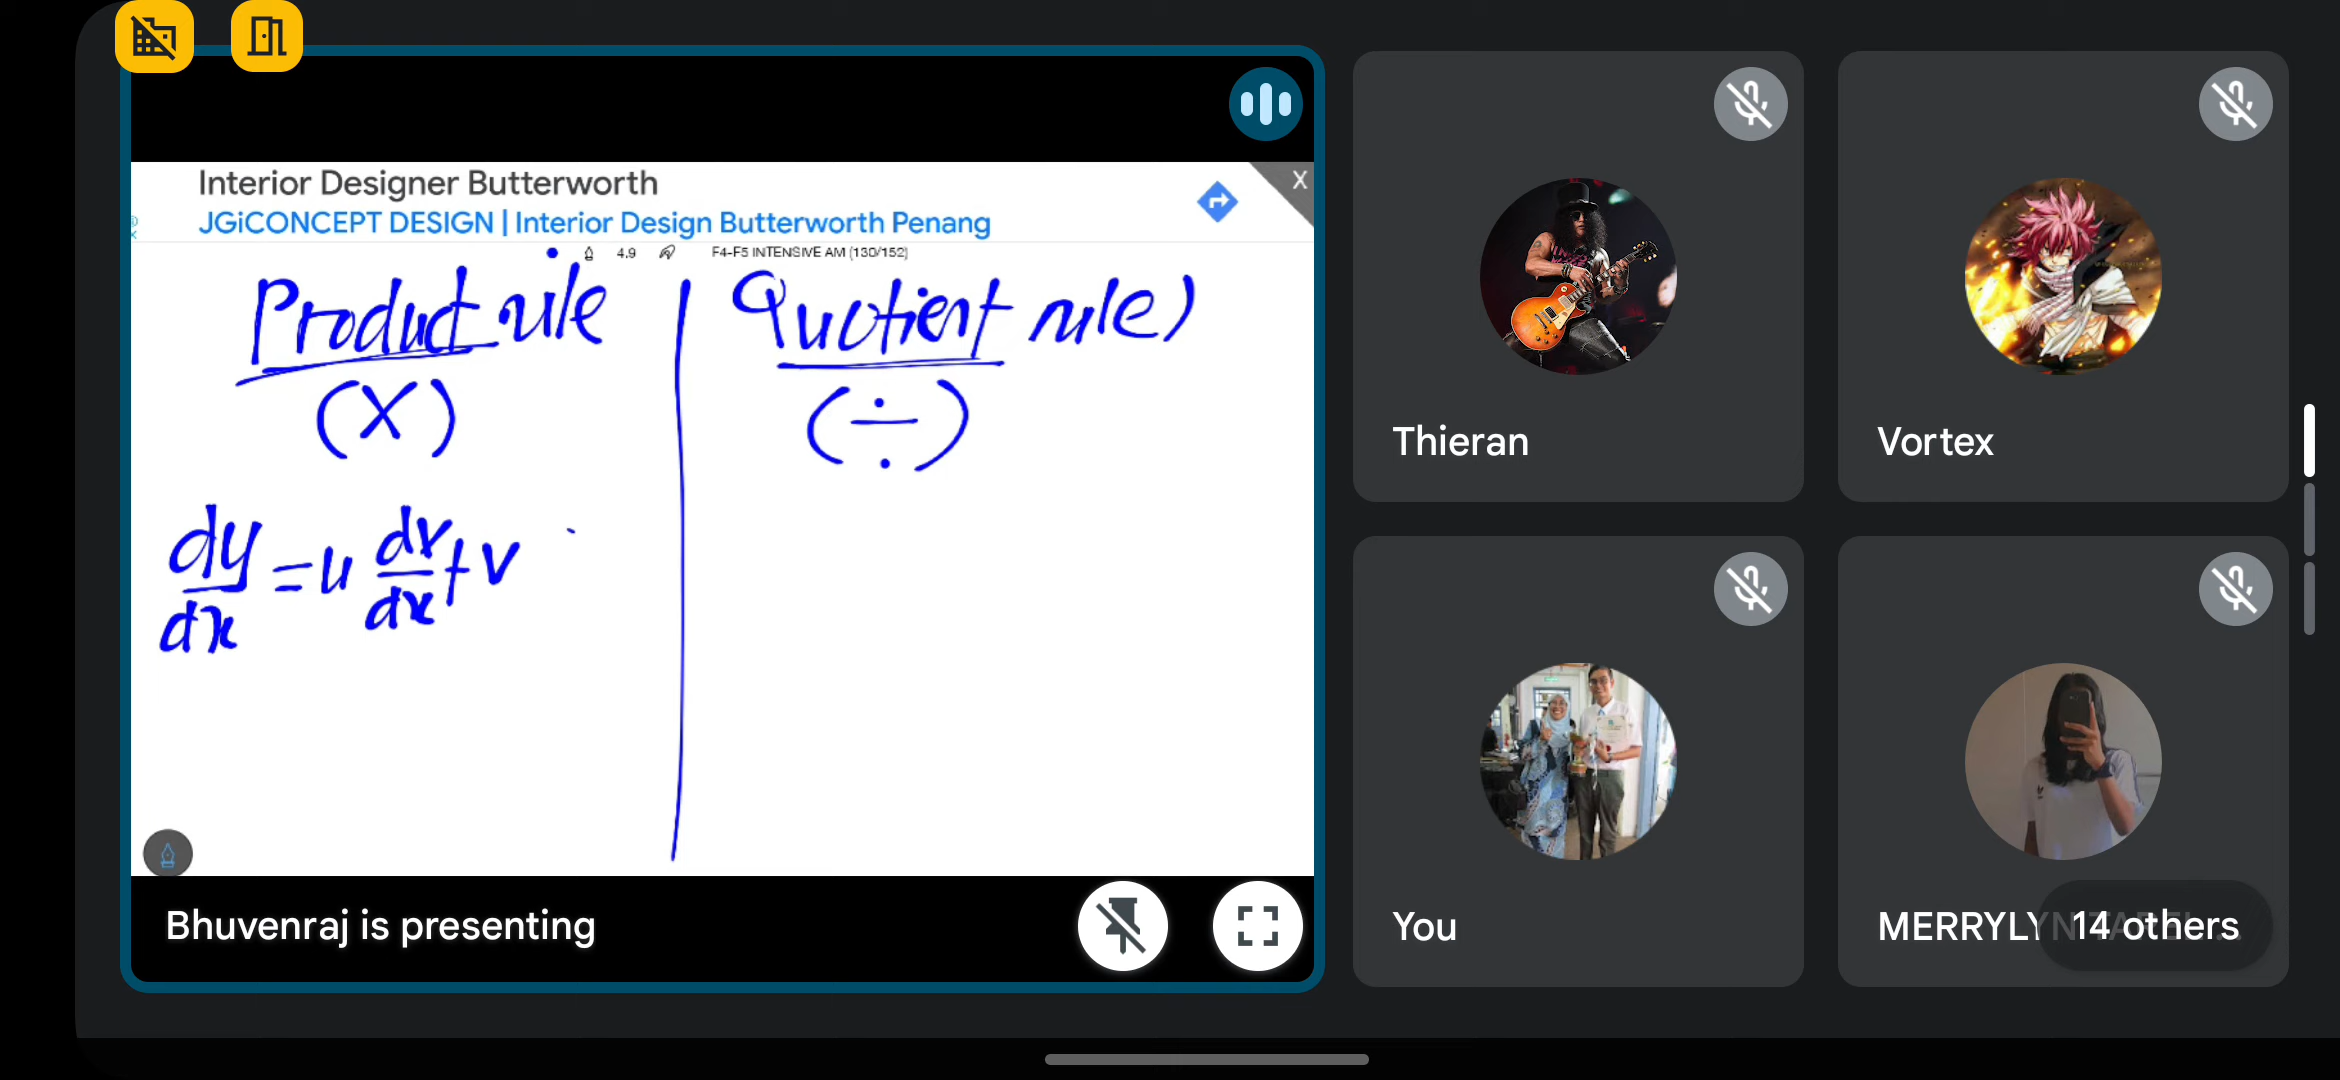 Interior Designer Butterworth
JGiCONCEPT DESIGN | Interior Design Butterworth Penang
X
4.9 F4-F5 INTENSIVE AM (130/152)
Product rule
(X)
dy/dx = u dv/dx + v
Quotient rule)
(÷)
Bhuvenraj is presenting
Thieran
Vortex
You
MERRYLYN
14 others